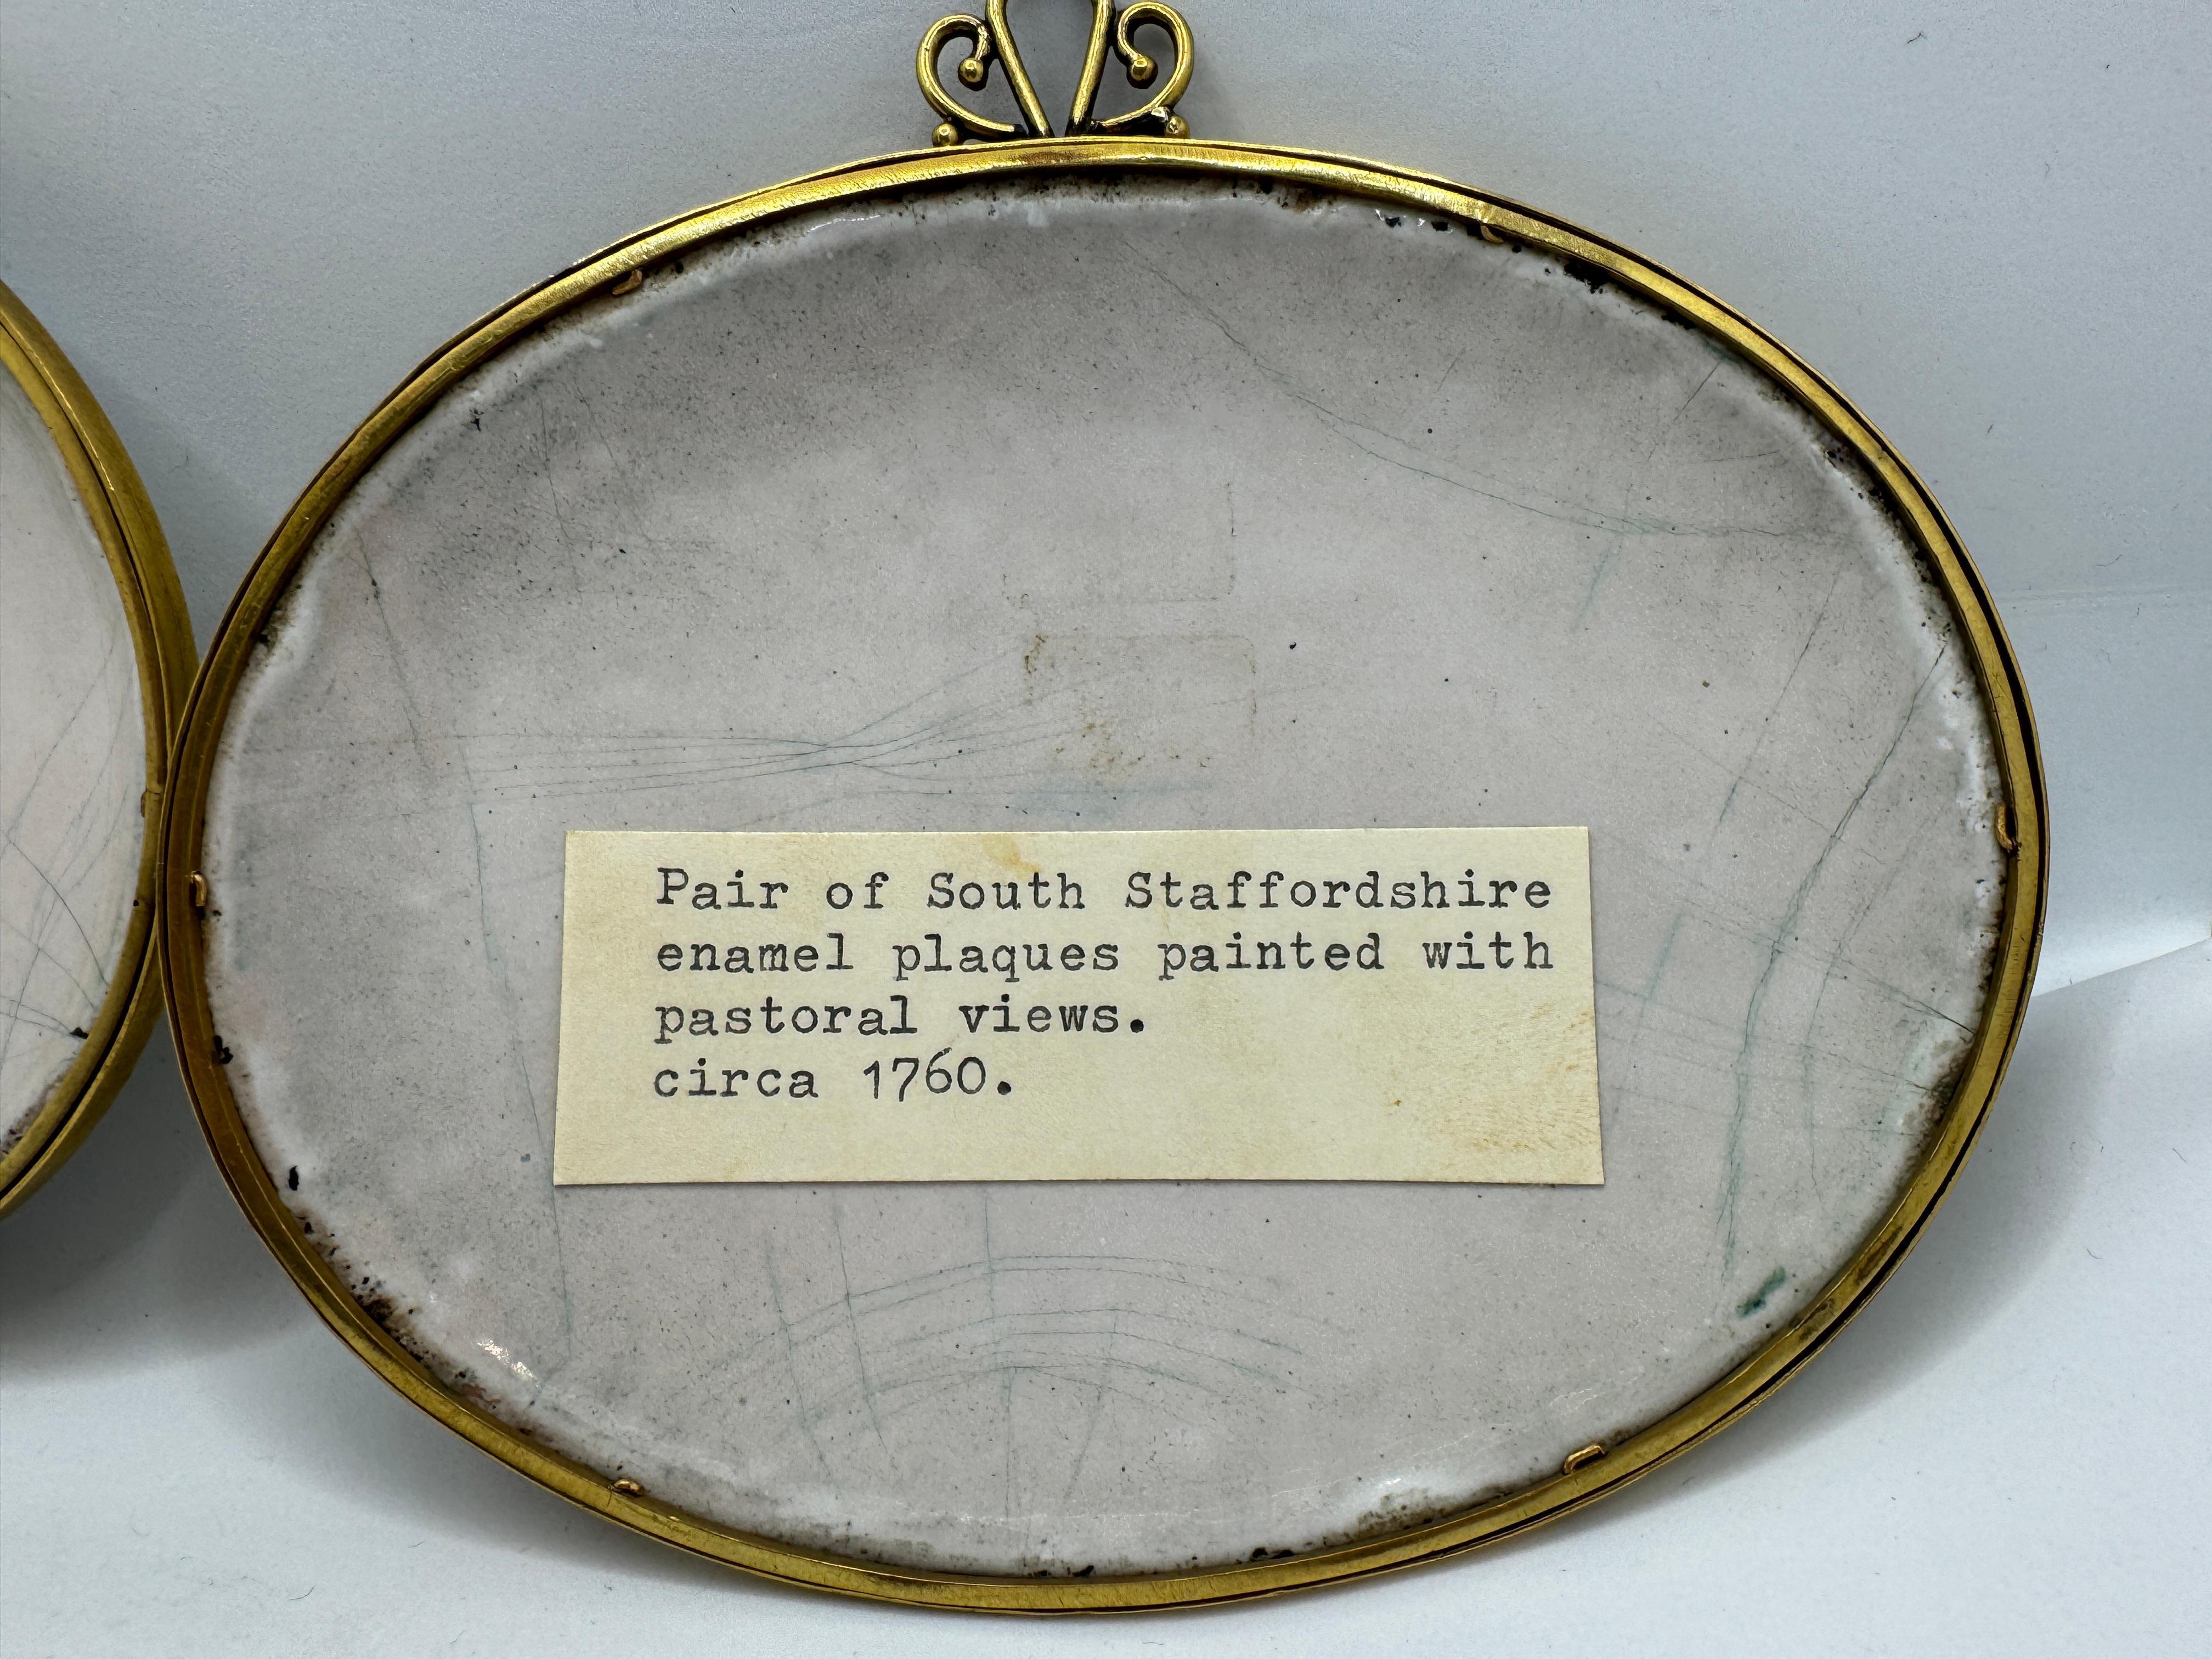 Pair of South Staffordshire
enamel plaques painted with
pastoral views.
circa 1760.